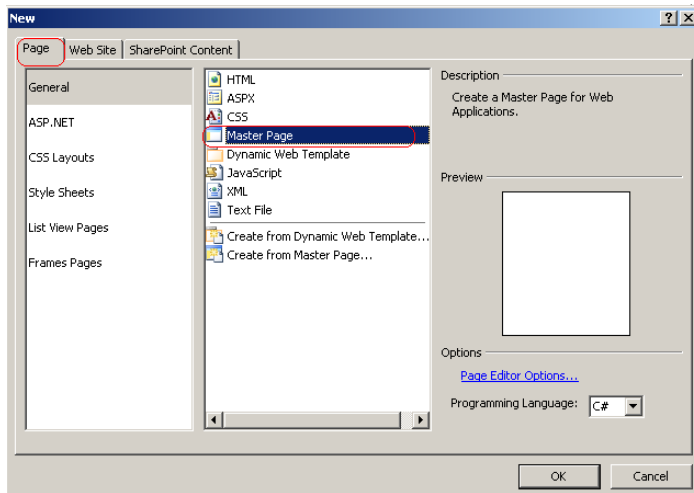 New
Page
Web Site
SharePoint Content
General
ASP.NET
CSS Layouts
Style Sheets
List View Pages
Frames Pages
HTML
ASPX
CSS
Master Page
Dynamic Web Template
JavaScript
XML
Text File
Create from Dynamic Web Template...
Create from Master Page...
Description
Create a Master Page for Web
Applications.
Preview
Options
Page Editor Options...
Programming Language: C#
OK
Cancel